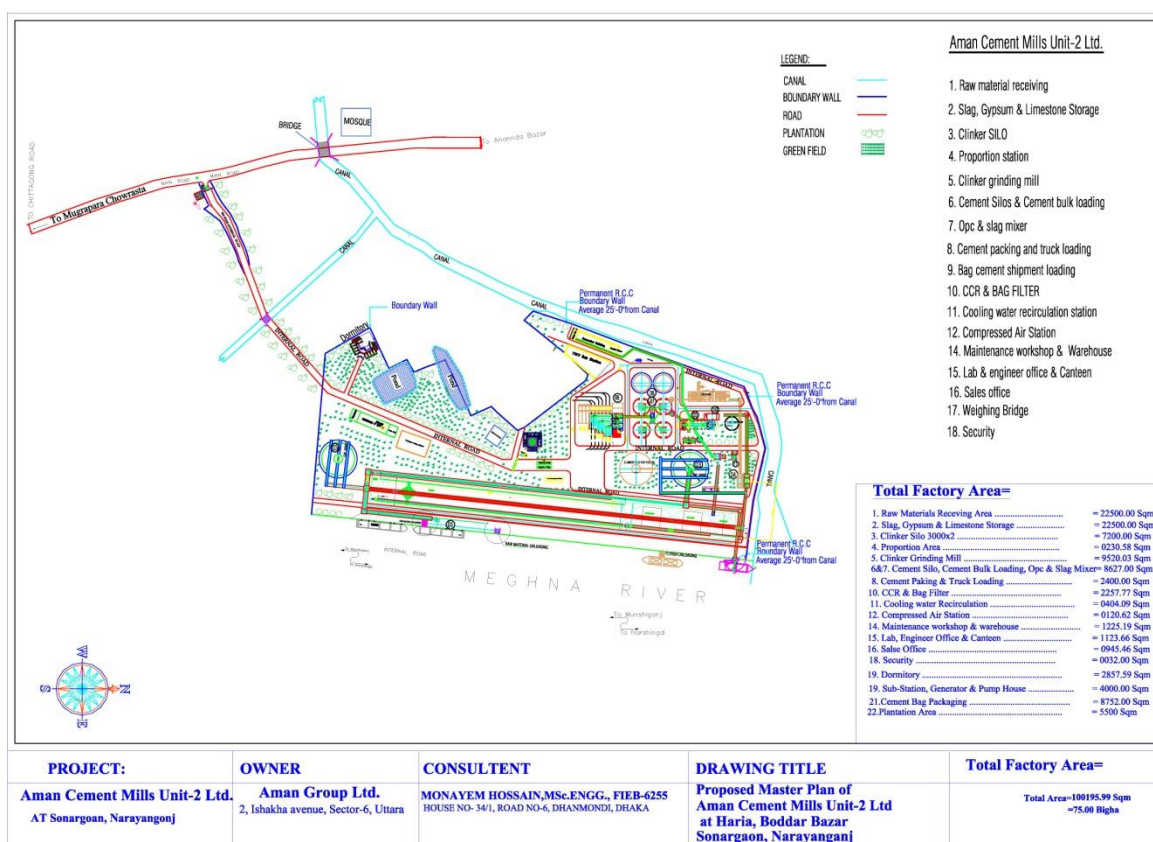 Aman Cement Mills Unit-2 Ltd.
1. Raw material receiving
2. Slag, Gypsum & Limestone Storage
3. Clinker SILO
4. Proportion station
5. Clinker grinding mill
6. Cement Silos & Cement bulk loading
7. Opc & slag mixer
8. Cement packing and truck loading
9. Bag cement shipment loading
10. CCR & BAG FILTER
11. Cooling water recirculation station
12. Compressed Air Station
14. Maintenance workshop & Warehouse
15. Lab & engineer office & Canteen
16. Sales office
17. Weighing Bridge
18. Security
LEGEND:
CANAL
BOUNDARY WALL
ROAD
PLANTATION
GREEN FIELD
BRIDGE
MOSQUE
To Ananda Bazar
TO CHITTAGONG ROAD
To Mugrapara Chowrasta
MAIN ROAD
MAIN ROAD
CANAL
CANAL
CANAL
CANAL
CANAL
INTERNAL ROAD
Boundary Wall
Dormitory
Pond
Pond
Permanent R.C.C
Boundary Wall
Average 25'-0"from Canal
Permanent R.C.C
Boundary Wall
Average 25'-0"from Canal
INTERNAL ROAD
INTERNAL ROAD
INTERNAL ROAD
INTERNAL ROAD
Permanent R.C.C
Boundary Wall
Average 25'-0"from Canal
INTERNAL ROAD
RAW MATERIAL UNLOADING
MEGHNA RIVER
To Munshiganj
To Narshingdi
W
S
N
E
Total Factory Area=
1. Raw Materials Receving Area = 22500.00 Sqm
2. Slag, Gypsum & Limestone Storage = 22500.00 Sqm
3. Clinker Silo 3000x2 = 7200.00 Sqm
4. Proportion Area = 0230.58 Sqm
5. Clinker Grinding Mill = 9520.03 Sqm
6&7. Cement Silo, Cement Bulk Loading, Opc & Slag Mixer= 8627.00 Sqm
8. Cement Paking & Truck Loading = 2400.00 Sqm
10. CCR & Bag Filter = 2257.77 Sqm
11. Cooling water Recirculation = 0404.09 Sqm
12. Compressed Air Station = 0120.62 Sqm
14. Maintenance workshop & warehouse = 1225.19 Sqm
15. Lab, Engineer Office & Canteen = 1123.66 Sqm
16. Salse Office = 0945.46 Sqm
18. Security = 0032.00 Sqm
19. Dormitory = 2857.59 Sqm
19. Sub-Station, Generator & Pump House = 4000.00 Sqm
21.Cement Bag Packaging = 8752.00 Sqm
22.Plantation Area = 5500 Sqm
PROJECT:
Aman Cement Mills Unit-2 Ltd.
AT Sonargoan, Narayongonj
OWNER
Aman Group Ltd.
2, Ishakha avenue, Sector-6, Uttara
CONSULTENT
MONAYEM HOSSAIN,MSc.ENGG., FIEB-6255
HOUSE NO- 34/1, ROAD NO-6, DHANMONDI, DHAKA
DRAWING TITLE
Proposed Master Plan of
Aman Cement Mills Unit-2 Ltd
at Haria, Boddar Bazar
Sonargaon, Narayanganj
Total Factory Area=
Total Area=100195.99 Sqm
=75.00 Bigha